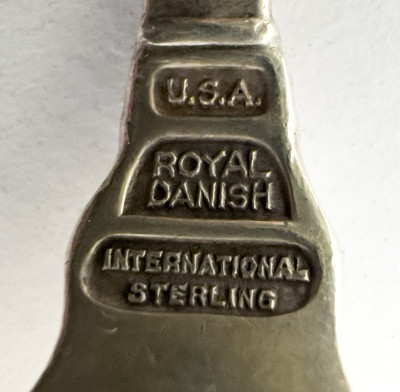 U.S.A.
ROYAL
DANISH
INTERNATIONAL
STERLING